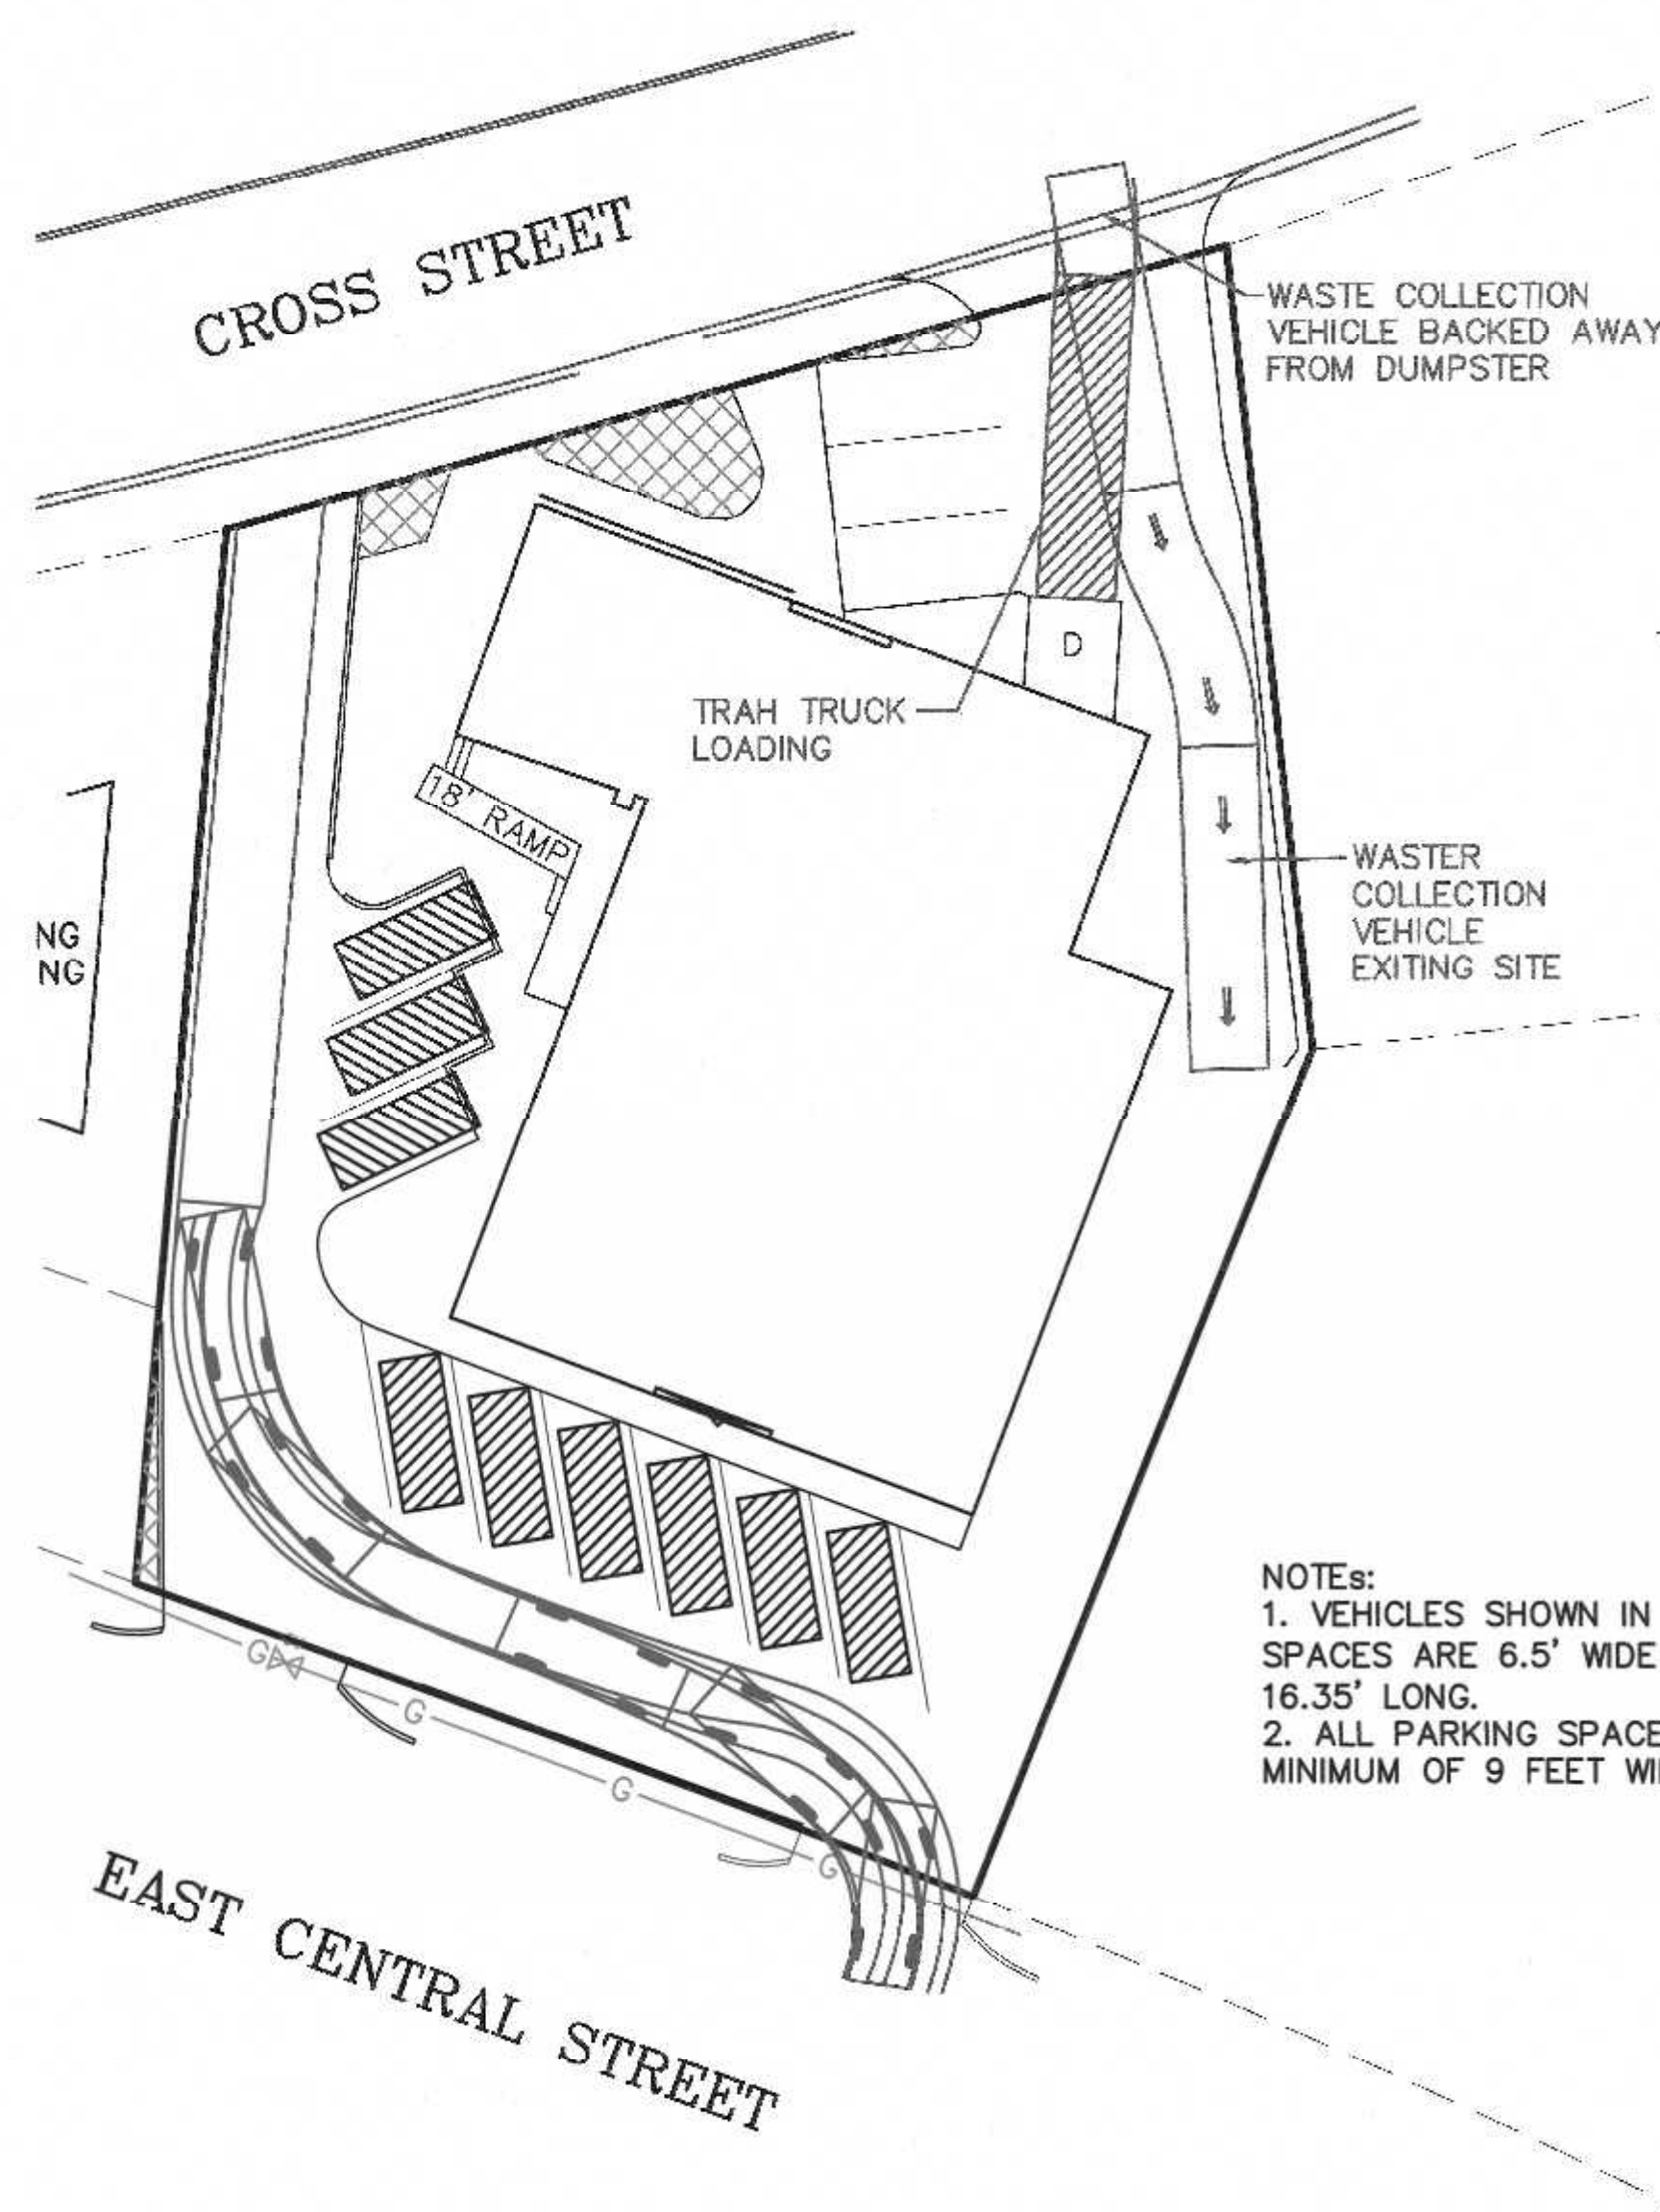 CROSS STREET
WASTE COLLECTION
VEHICLE BACKED AWAY
FROM DUMPSTER
D
TRAH TRUCK
LOADING
18' RAMP
WASTER
COLLECTION
VEHICLE
EXITING SITE
NG
NG
NOTEs:
1. VEHICLES SHOWN IN
SPACES ARE 6.5' WIDE
16.35' LONG.
2. ALL PARKING SPACE
MINIMUM OF 9 FEET WI
G
G
G
G
EAST CENTRAL STREET